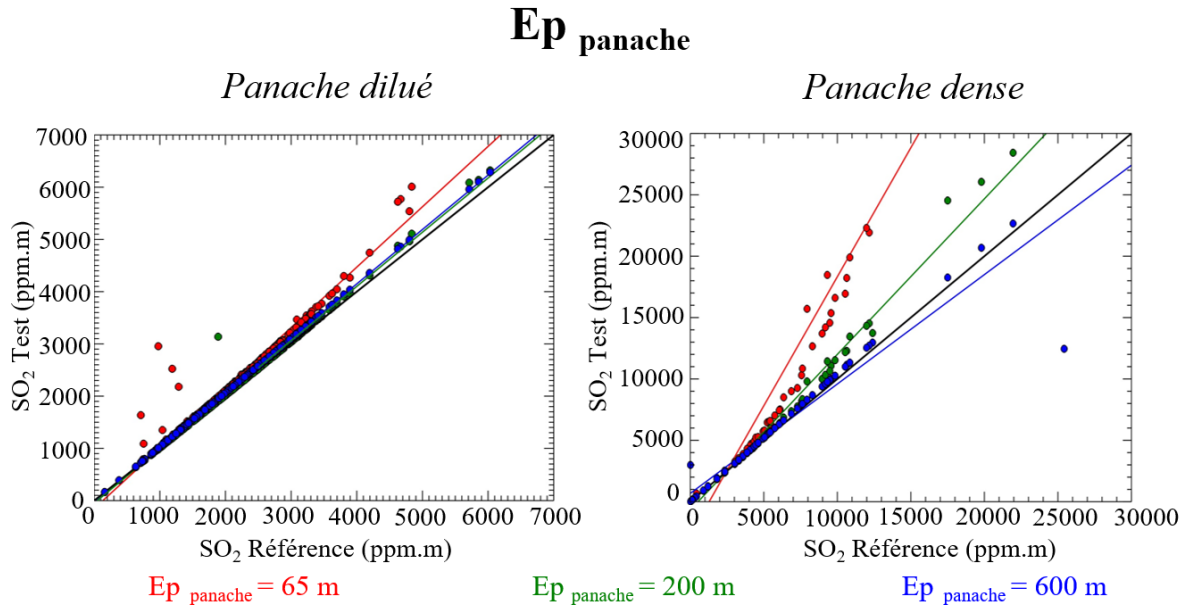 Ep panache
Panache dilué
Panache dense
7000
6000
5000
4000
3000
2000
1000
0
SO2 Test (ppm.m)
0 1000 2000 3000 4000 5000 6000 7000
SO2 Référence (ppm.m)
30000
25000
20000
15000
10000
5000
0
SO2 Test (ppm.m)
0 5000 10000 15000 20000 25000 30000
SO2 Référence (ppm.m)
Ep panache = 65 m
Ep panache = 200 m
Ep panache = 600 m